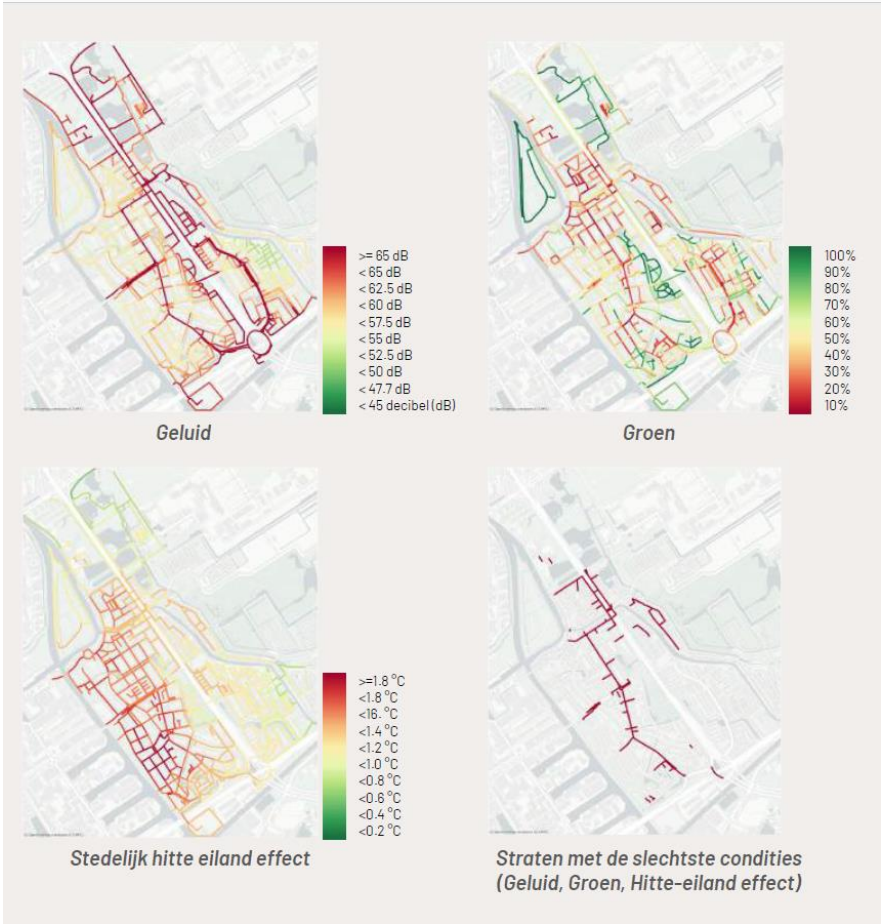 >= 65 dB
< 65 dB
< 62.5 dB
< 60 dB
< 57.5 dB
< 55 dB
< 52.5 dB
< 50 dB
< 47.7 dB
< 45 decibel (dB)
Geluid
100%
90%
80%
70%
60%
50%
40%
30%
20%
10%
Groen
>=1.8 °C
<1.8 °C
<16. °C
<1.4 °C
<1.2 °C
<1.0 °C
<0.8 °C
<0.6 °C
<0.4 °C
<0.2 °C
Stedelijk hitte eiland effect
Straten met de slechtste condities
(Geluid, Groen, Hitte-eiland effect)